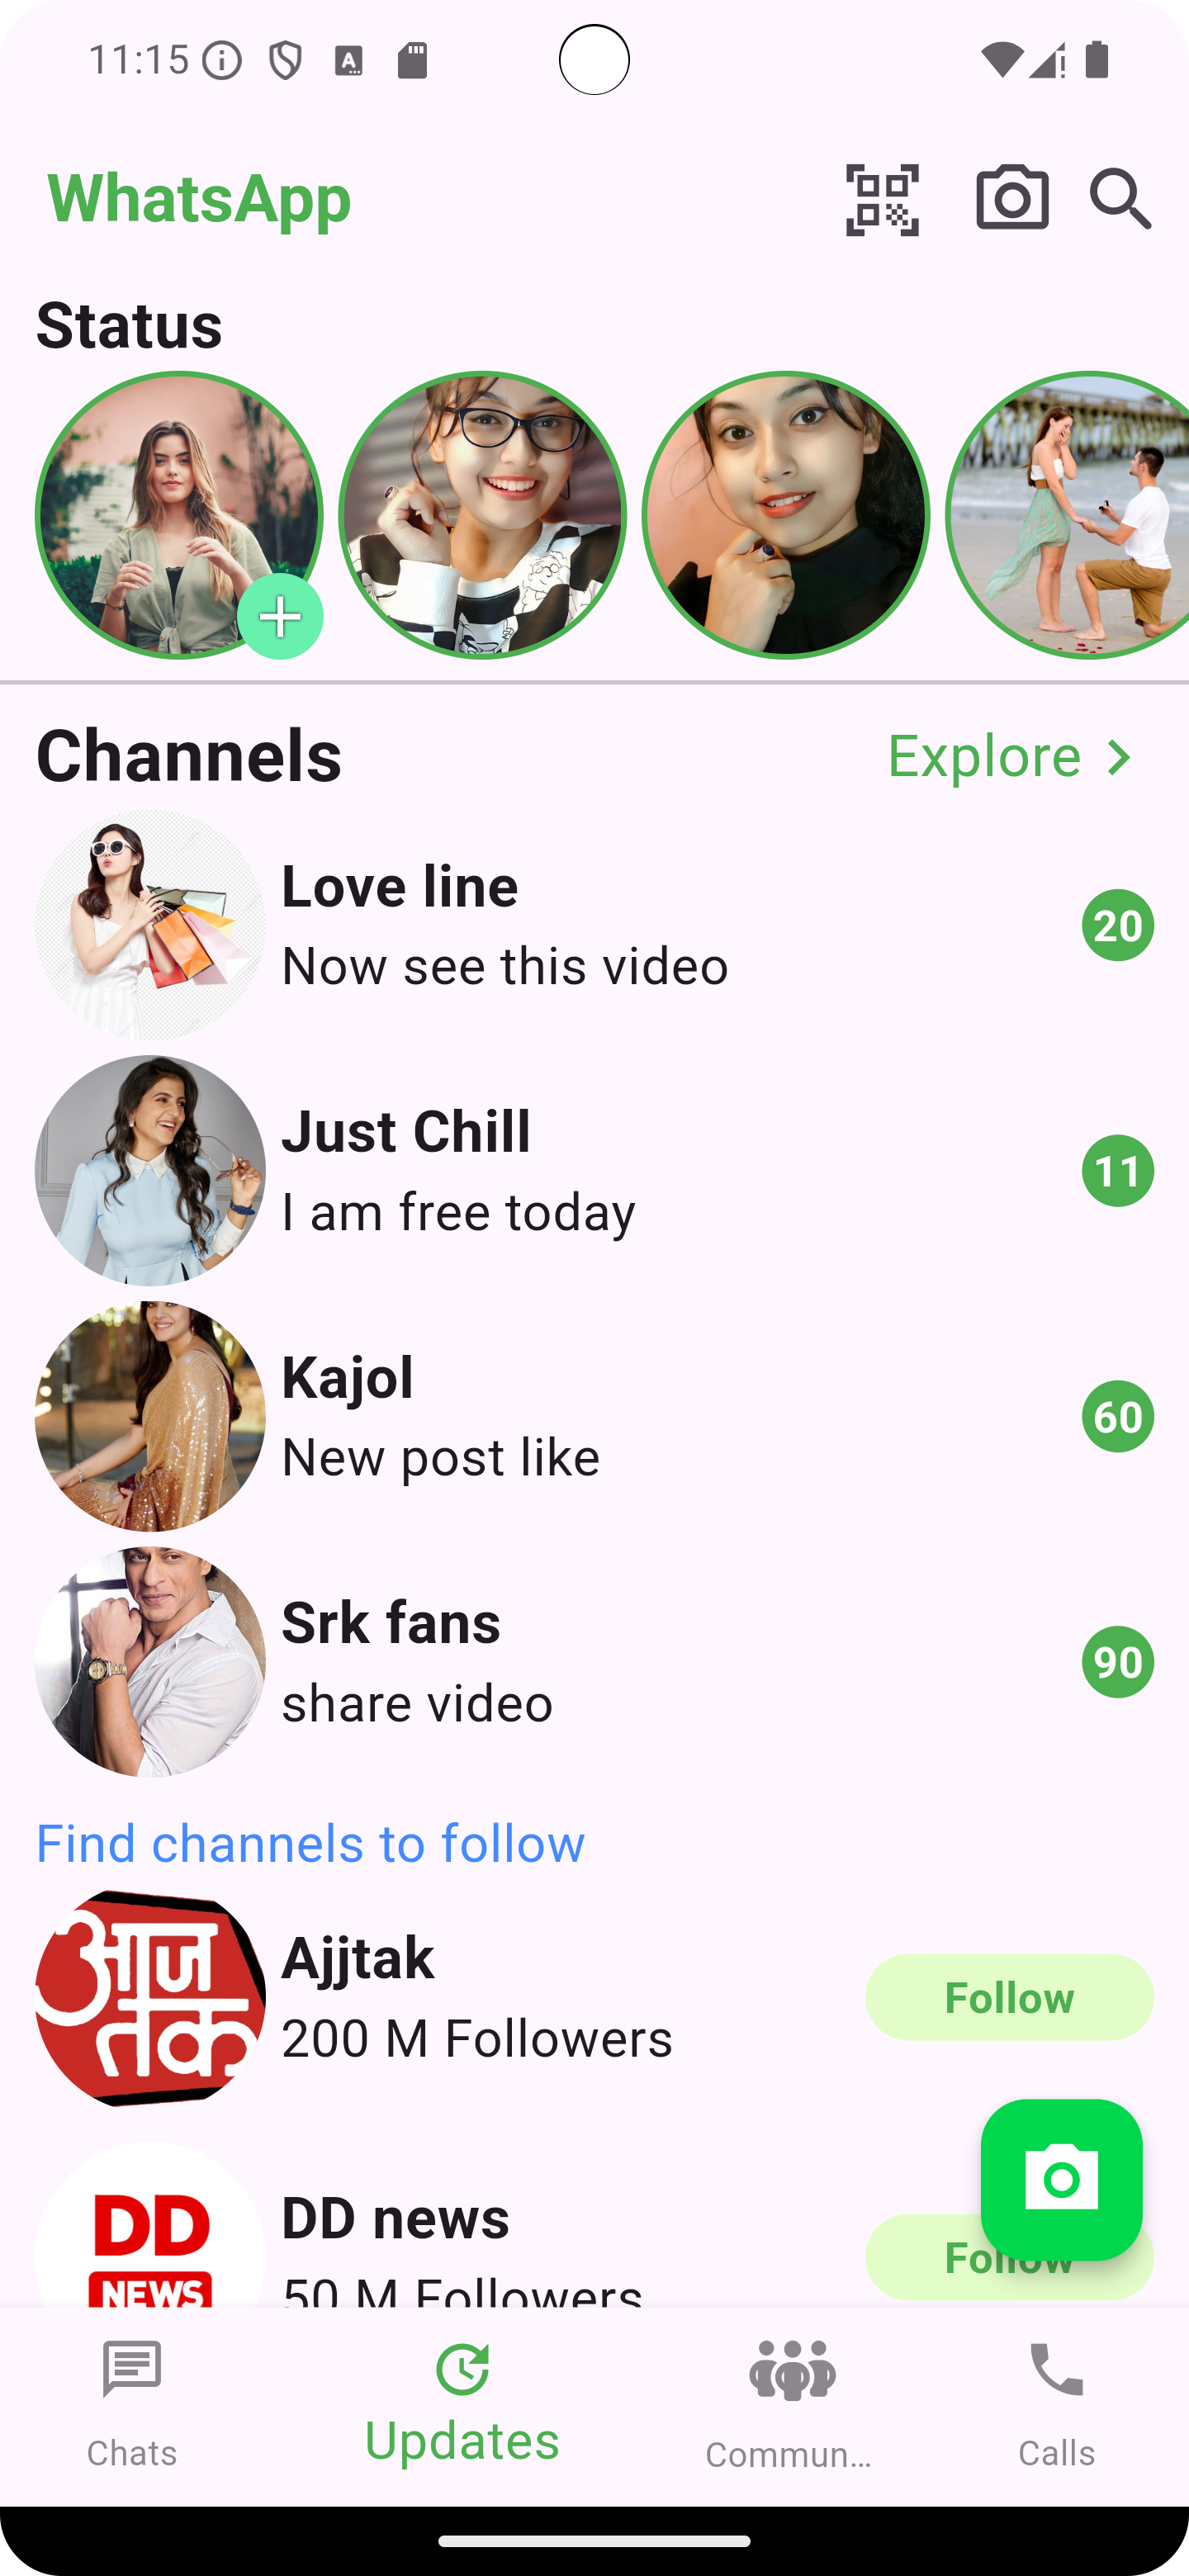 11:15
WhatsApp
Status
Channels
Explore
Love line
Now see this video
20
Just Chill
I am free today
11
Kajol
New post like
60
Srk fans
share video
90
Find channels to follow
आज
तक
Ajjtak
200 M Followers
Follow
DD
NEWS
DD news
50 M Followers
Follow
Chats
Updates
Commun...
Calls